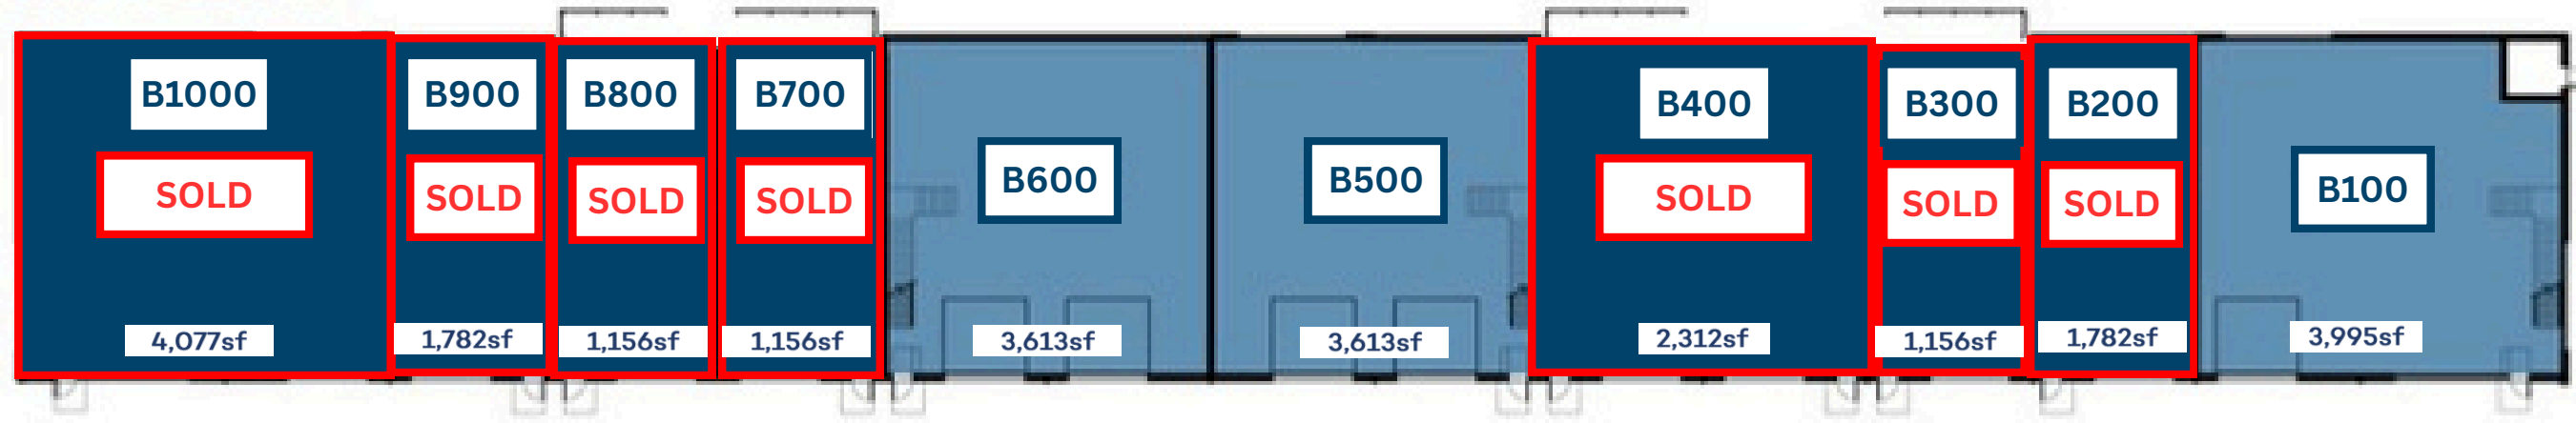 B1000
SOLD
4,077sf
B900
SOLD
1,782sf
B800
SOLD
1,156sf
B700
SOLD
1,156sf
B600
3,613sf
B500
3,613sf
B400
SOLD
2,312sf
B300
SOLD
1,156sf
B200
SOLD
1,782sf
B100
3,995sf